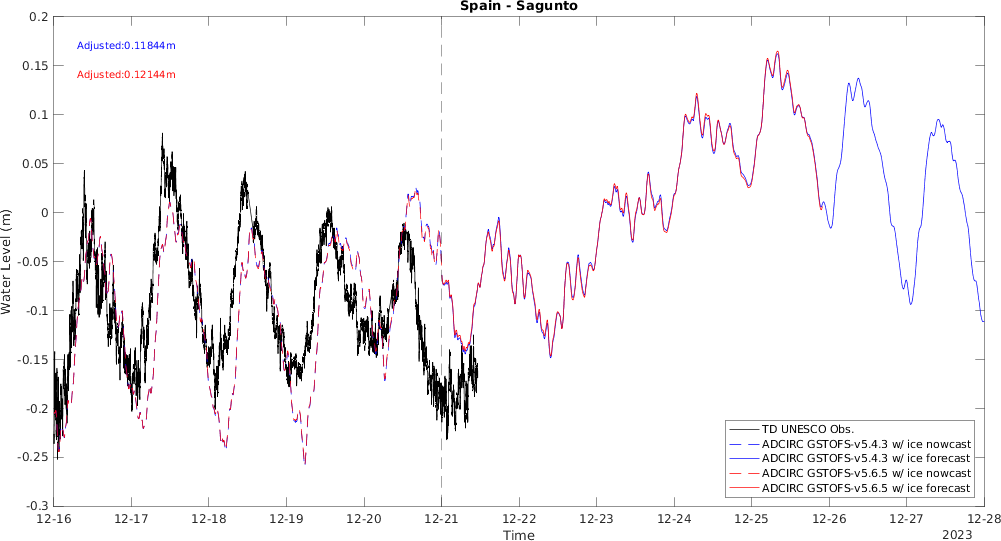 Spain - Sagunto
0.2
0.15
0.1
0.05
0
-0.05
-0.1
-0.15
-0.2
-0.25
-0.3
Water Level (m)
Adjusted:0.11844m
Adjusted:0.12144m
TD UNESCO Obs.
ADCIRC GSTOFS-v5.4.3 w/ ice nowcast
ADCIRC GSTOFS-v5.4.3 w/ ice forecast
ADCIRC GSTOFS-v5.6.5 w/ ice nowcast
ADCIRC GSTOFS-v5.6.5 w/ ice forecast
12-16 12-17 12-18 12-19 12-20 12-21 12-22 12-23 12-24 12-25 12-26 12-27 12-28
Time
2023